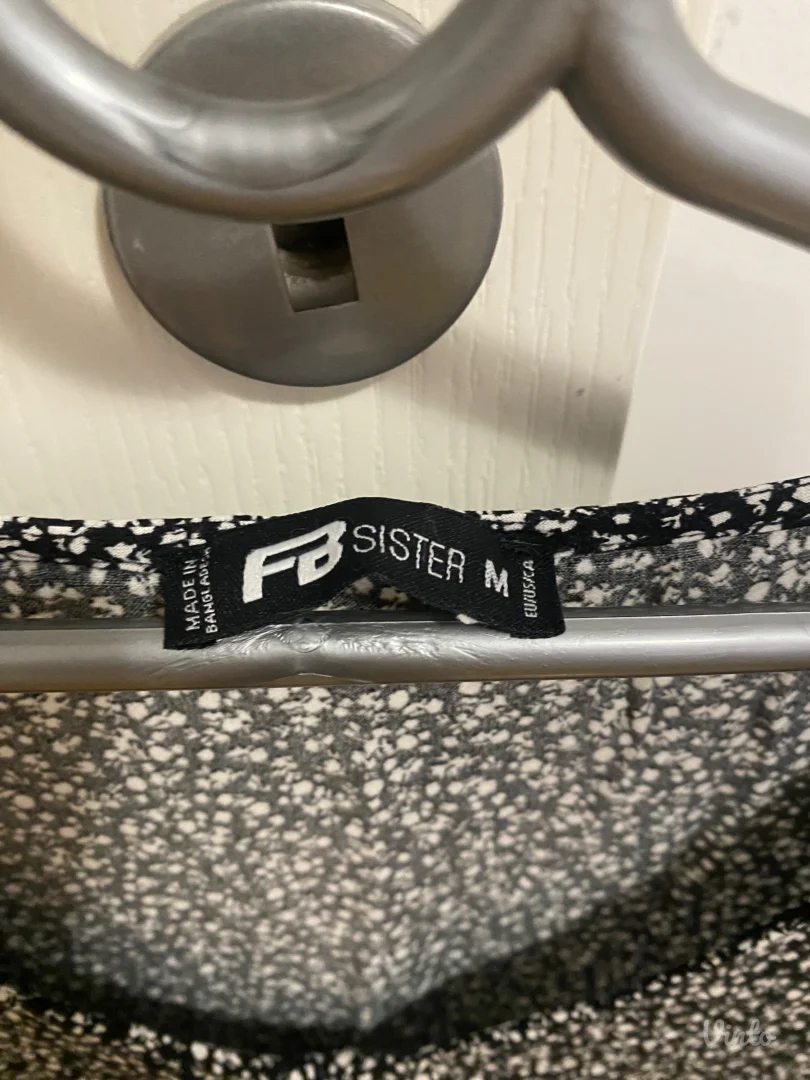 MADE IN
BANGLADESH
FB SISTER
M
EU/US/CA